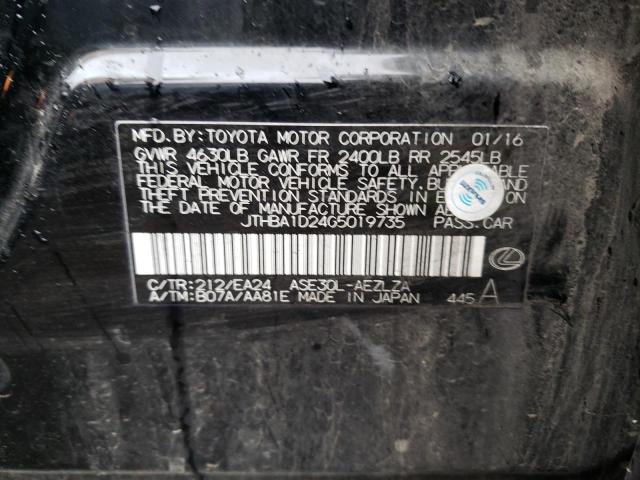 MFD.BY:TOYOTA MOTOR CORPORATION 01/16
GVWR 4630LB GAWR FR 2400LB RR 2545LB
THIS VEHICLE CONFORMS TO ALL APPLICABLE
FEDERAL MOTOR VEHICLE SAFETY, AND
THEFT PREVENTION STANDARDS IN EFFECT ON
THE DATE OF MANUFACTURE SHOWN
JTHBA1D24G5019735 PASS.CAR
C/TR:212/EA24 ASE30L-AEZLZA
A/TM:B07A/AA81E MADE IN JAPAN 445 A